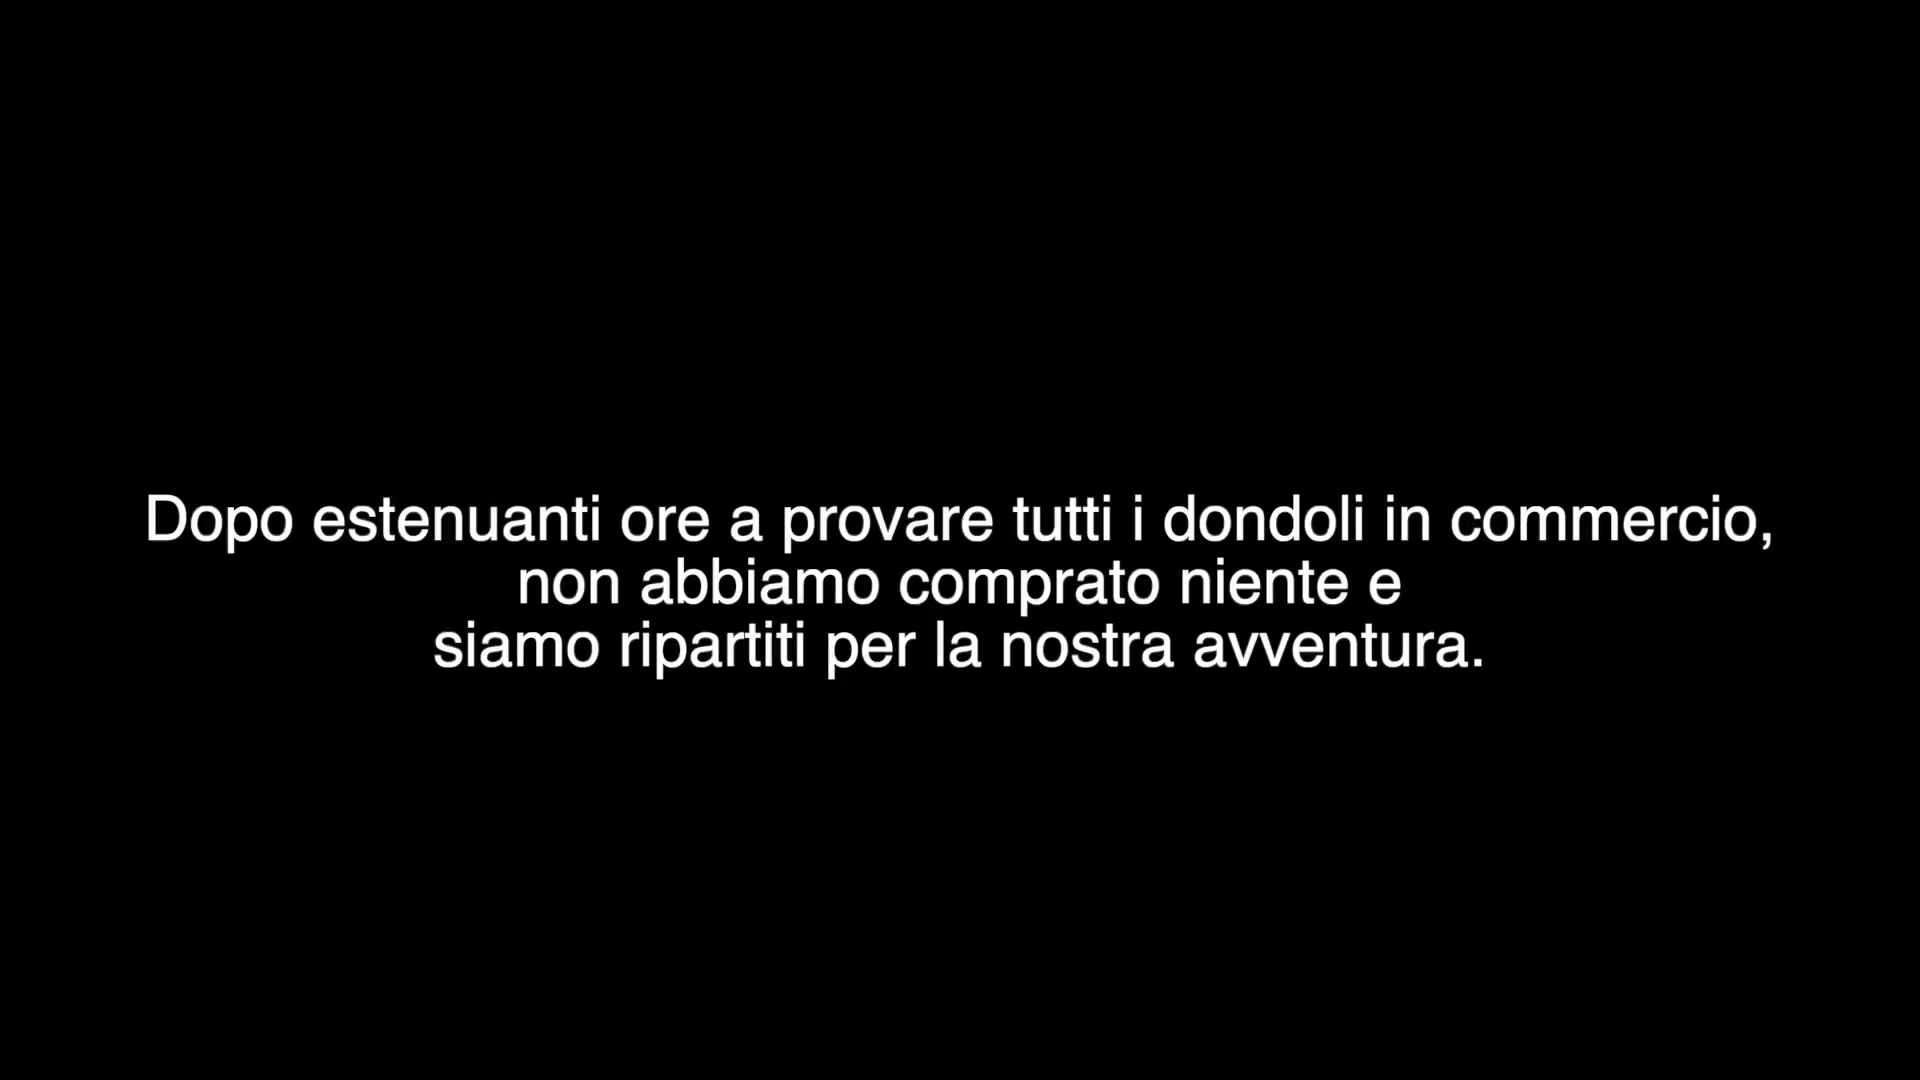 Dopo estenuanti ore a provare tutti i dondoli in commercio,
non abbiamo comprato niente e
siamo ripartiti per la nostra avventura.